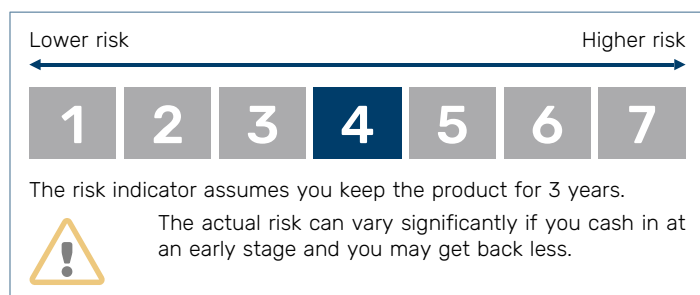 Lower risk Higher risk
1 2 3 4 5 6 7
The risk indicator assumes you keep the product for 3 years.
The actual risk can vary significantly if you cash in at
an early stage and you may get back less.